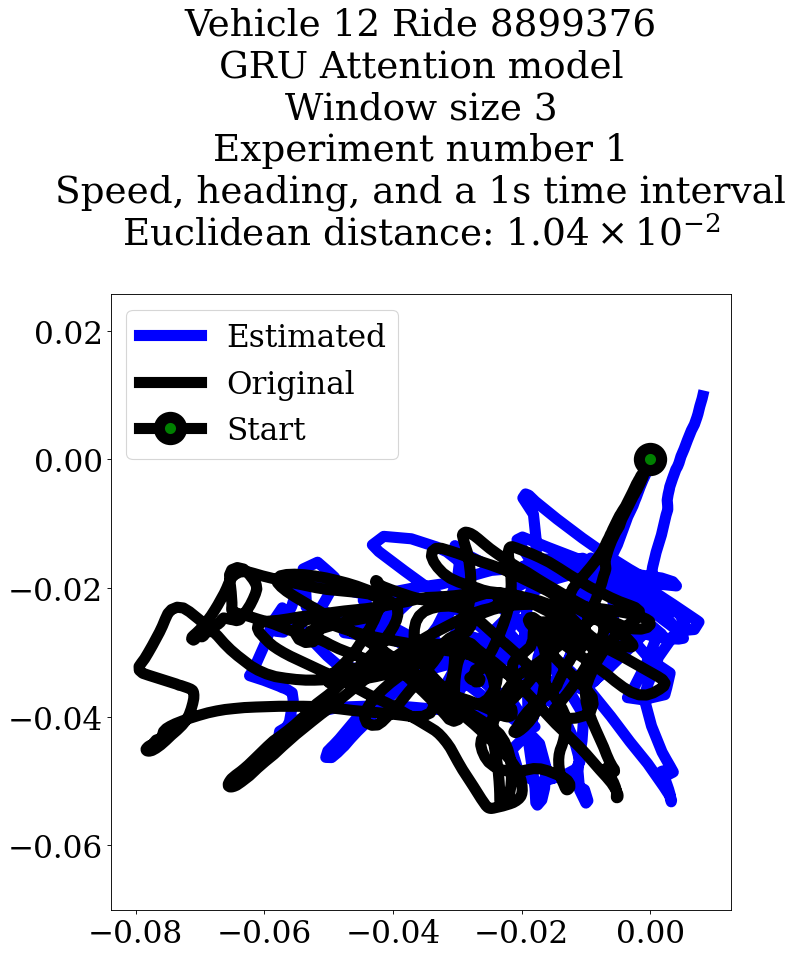 Vehicle 12 Ride 8899376
GRU Attention model
Window size 3
Experiment number 1
Speed, heading, and a 1s time interval
Euclidean distance: 1.04 × 10⁻²
Estimated
Original
Start
0.02
0.00
−0.02
−0.04
−0.06
−0.08 −0.06 −0.04 −0.02 0.00